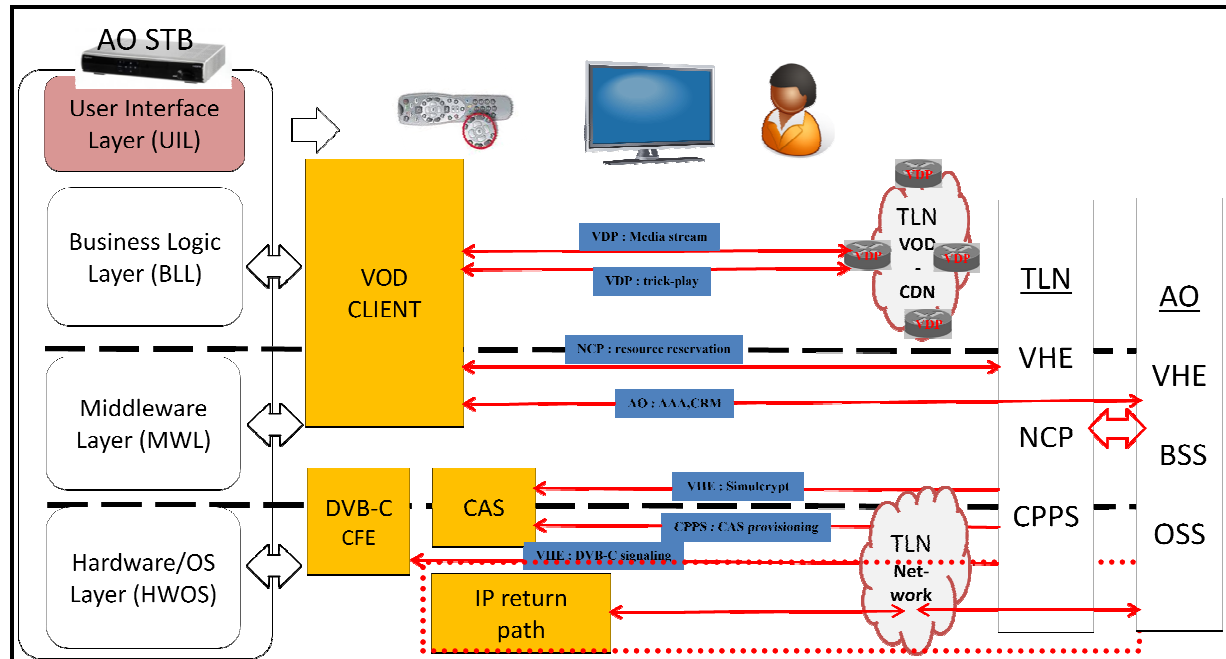 AO STB
User Interface
Layer (UIL)
Business Logic
Layer (BLL)
Middleware
Layer (MWL)
Hardware/OS
Layer (HWOS)
VOD
CLIENT
DVB-C
CFE
CAS
IP return
path
VDP : Media stream
VDP : trick-play
NCP : resource reservation
AO : AAA,CRM
VHE : Simulcrypt
CPPS : CAS provisioning
VHE : DVB-C signaling
VDP
TLN
VOD
-
CDN
VDP
VDP
VDP
TLN
Net-
work
TLN
VHE
NCP
CPPS
AO
VHE
BSS
OSS